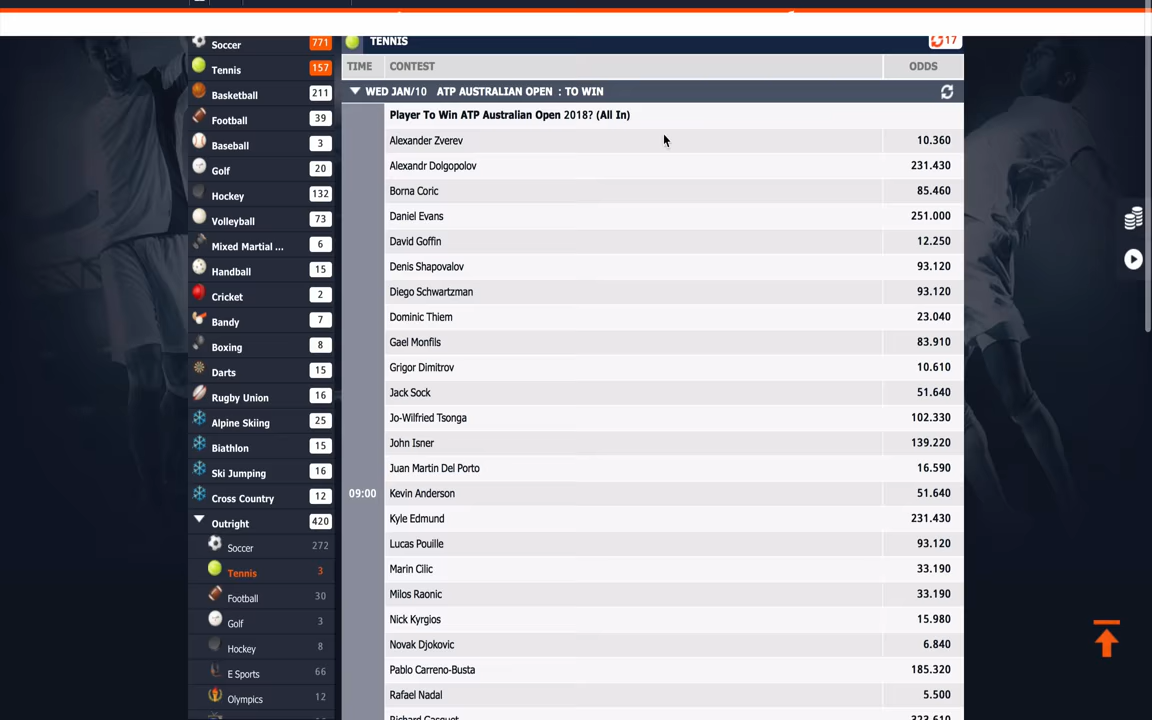 TENNIS 17
TIME CONTEST ODDS
WED JAN/10 ATP AUSTRALIAN OPEN : TO WIN
Player To Win ATP Australian Open 2018? (All In)
09:00
Alexander Zverev 10.360
Alexandr Dolgopolov 231.430
Borna Coric 85.460
Daniel Evans 251.000
David Goffin 12.250
Denis Shapovalov 93.120
Diego Schwartzman 93.120
Dominic Thiem 23.040
Gael Monfils 83.910
Grigor Dimitrov 10.610
Jack Sock 51.640
Jo-Wilfried Tsonga 102.330
John Isner 139.220
Juan Martin Del Porto 16.590
Kevin Anderson 51.640
Kyle Edmund 231.430
Lucas Pouille 93.120
Marin Cilic 33.190
Milos Raonic 33.190
Nick Kyrgios 15.980
Novak Djokovic 6.840
Pablo Carreno-Busta 185.320
Rafael Nadal 5.500
Soccer 771
Tennis 157
Basketball 211
Football 39
Baseball 3
Golf 20
Hockey 132
Volleyball 73
Mixed Martial ... 6
Handball 15
Cricket 2
Bandy 7
Boxing 8
Darts 15
Rugby Union 16
Alpine Skiing 25
Biathlon 15
Ski Jumping 16
Cross Country 12
Outright 420
Soccer 272
Tennis 3
Football 30
Golf 3
Hockey 8
E Sports 66
Olympics 12